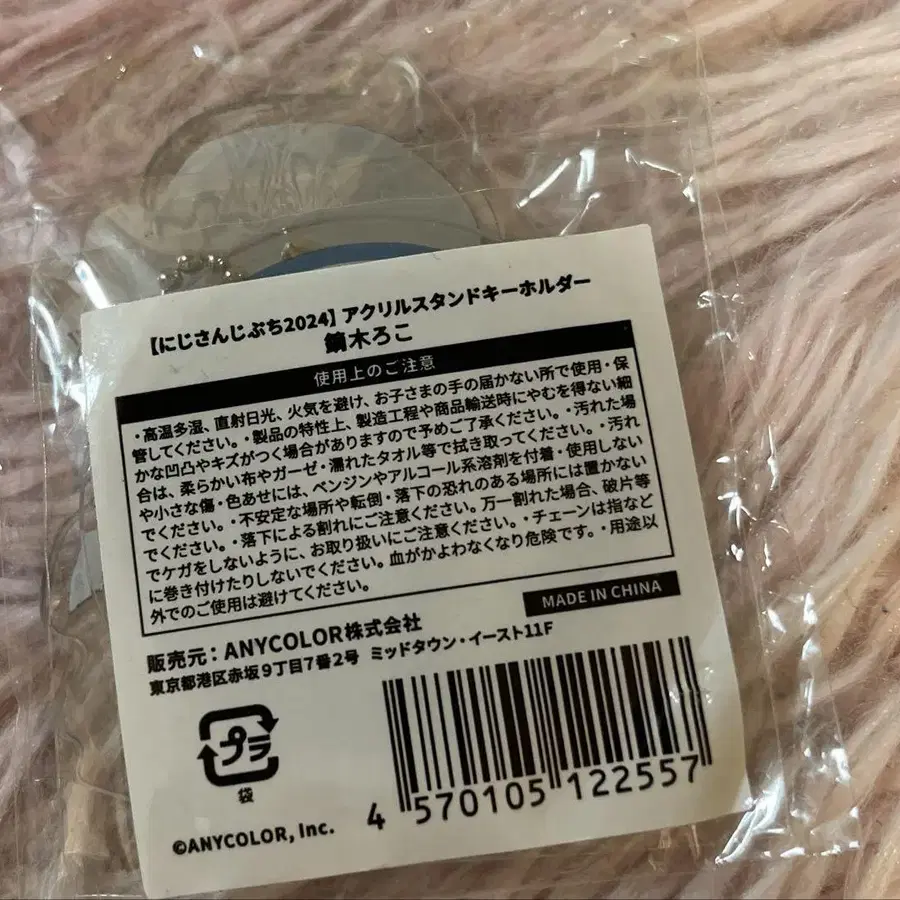 【にじさんじぷち2024】アクリルスタンドキーホルダー
鏑木ろこ
使用上のご注意
・高温多湿、直射日光、火気を避け、お子さまの手の届かない所で使用・保
管してください。・製品の特性上、製造工程や商品輸送時にやむを得ない細
かな凹凸やキズがつく場合がありますので予めご了承ください。・汚れた場
合は、柔らかい布やガーゼ・濡れたタオル等で拭き取ってください。・汚れ
や小さな傷・色あせには、ベンジンやアルコール系溶剤を付着・使用しない
でください。・不安定な場所や転倒・落下の恐れのある場所には置かない
でください。・落下による割れにご注意ください。万一割れた場合、破片等
でケガをしないように、お取り扱いにご注意ください。・チェーンは指など
に巻き付けたりしないでください。血がかよわなくなり危険です。・用途以
外でのご使用は避けてください。
MADE IN CHINA
販売元：ANYCOLOR株式会社
東京都港区赤坂9丁目7番2号 ミッドタウン・イースト11F
プラ
袋
©ANYCOLOR, Inc.
4 570105 122557